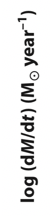 log (dM/dt) (M⊙ year⁻¹)